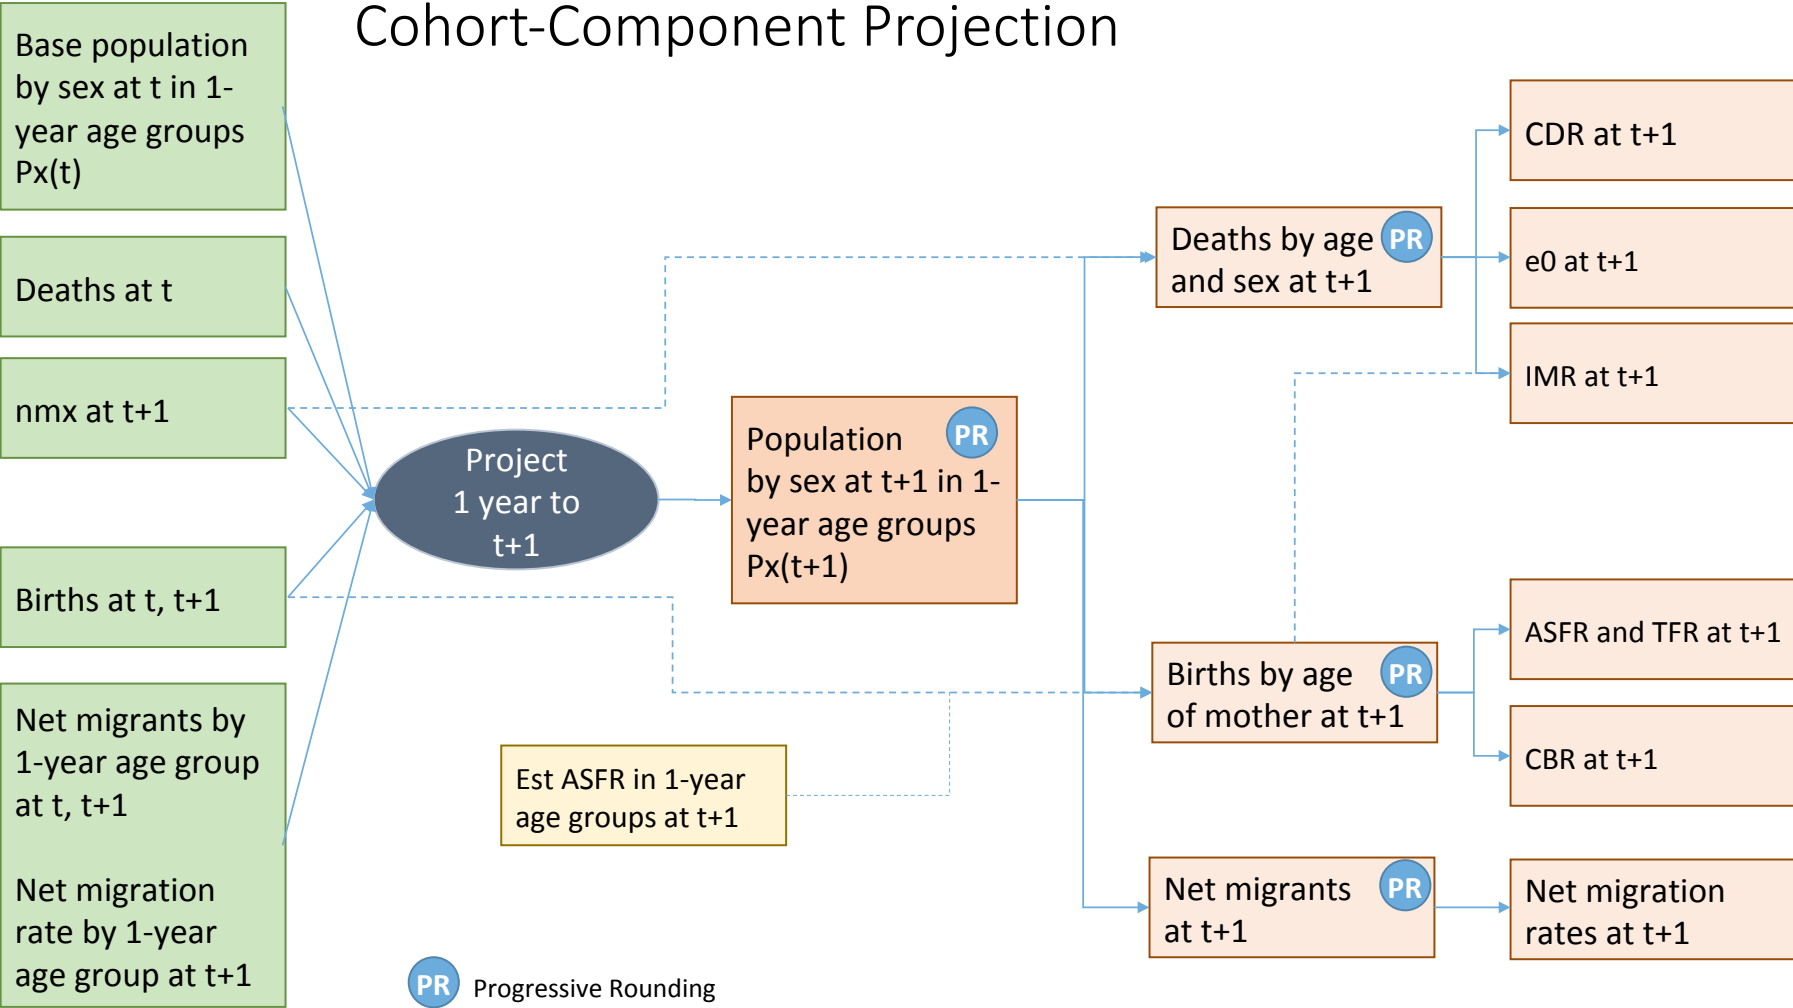 Cohort-Component Projection
Base population
by sex at t in 1-
year age groups
Px(t)
Deaths at t
nmx at t+1
Births at t, t+1
Net migrants by
1-year age group
at t, t+1
Net migration
rate by 1-year
age group at t+1
Project
1 year to
t+1
Population
by sex at t+1 in 1-
year age groups
Px(t+1)
PR
Est ASFR in 1-year
age groups at t+1
Deaths by age
and sex at t+1
PR
Births by age
of mother at t+1
PR
Net migrants
at t+1
PR
CDR at t+1
e0 at t+1
IMR at t+1
ASFR and TFR at t+1
CBR at t+1
Net migration
rates at t+1
PR Progressive Rounding